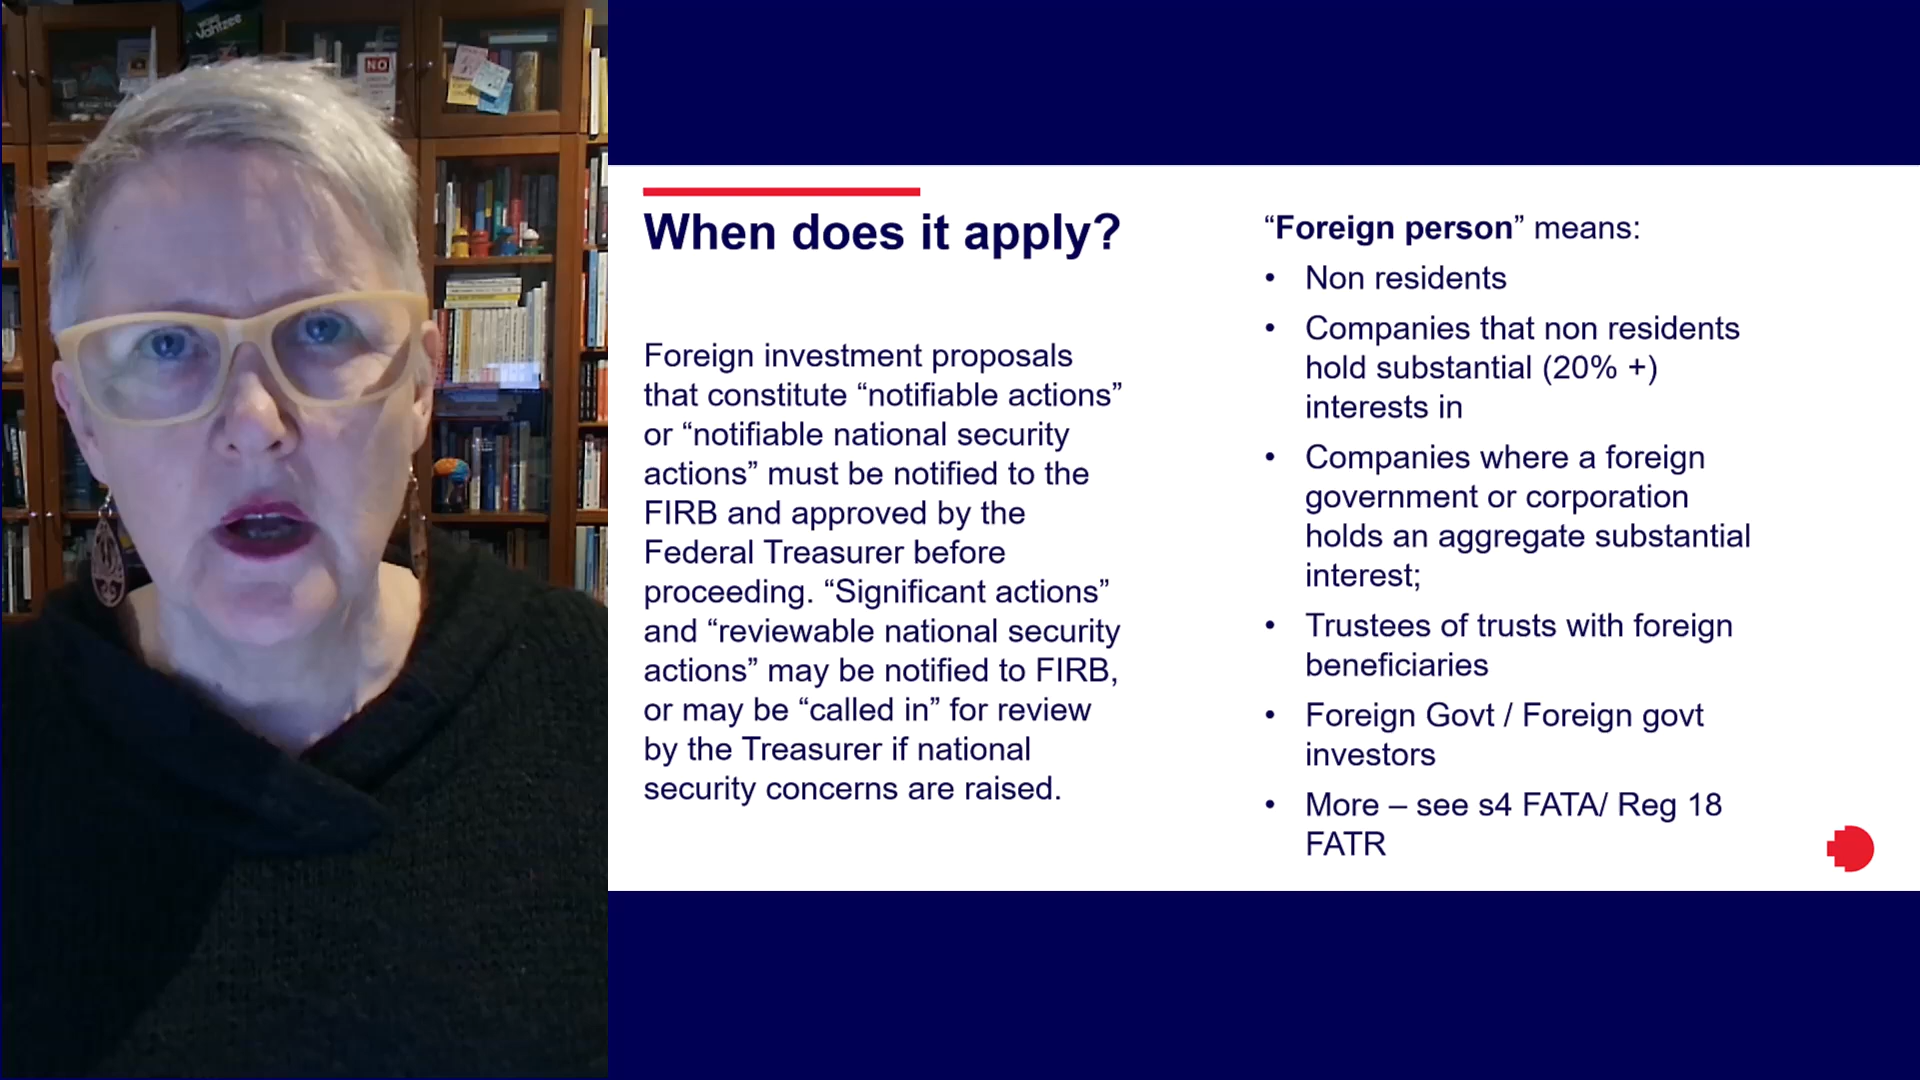 Yahtzee
NO
When does it apply?
Foreign investment proposals
that constitute “notifiable actions”
or “notifiable national security
actions” must be notified to the
FIRB and approved by the
Federal Treasurer before
proceeding. “Significant actions”
and “reviewable national security
actions” may be notified to FIRB,
or may be “called in” for review
by the Treasurer if national
security concerns are raised.
“Foreign person” means:
• Non residents
• Companies that non residents
hold substantial (20% +)
interests in
• Companies where a foreign
government or corporation
holds an aggregate substantial
interest;
• Trustees of trusts with foreign
beneficiaries
• Foreign Govt / Foreign govt
investors
• More – see s4 FATA/ Reg 18
FATR